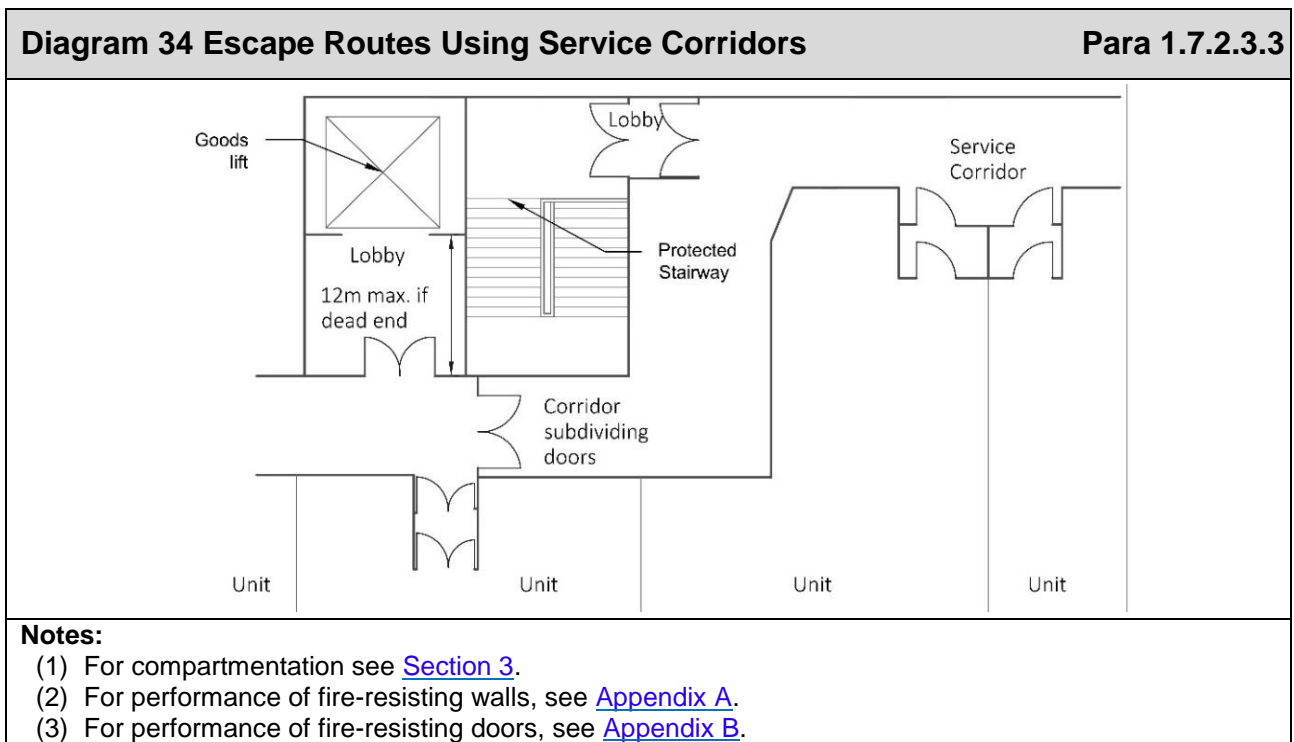 Diagram 34 Escape Routes Using Service Corridors Para 1.7.2.3.3
Goods
lift
Lobby
Service
Corridor
Lobby
12m max. if
dead end
Protected
Stairway
Corridor
subdividing
doors
Unit
Unit
Unit
Unit
Notes:
(1) For compartmentation see Section 3.
(2) For performance of fire-resisting walls, see Appendix A.
(3) For performance of fire-resisting doors, see Appendix B.